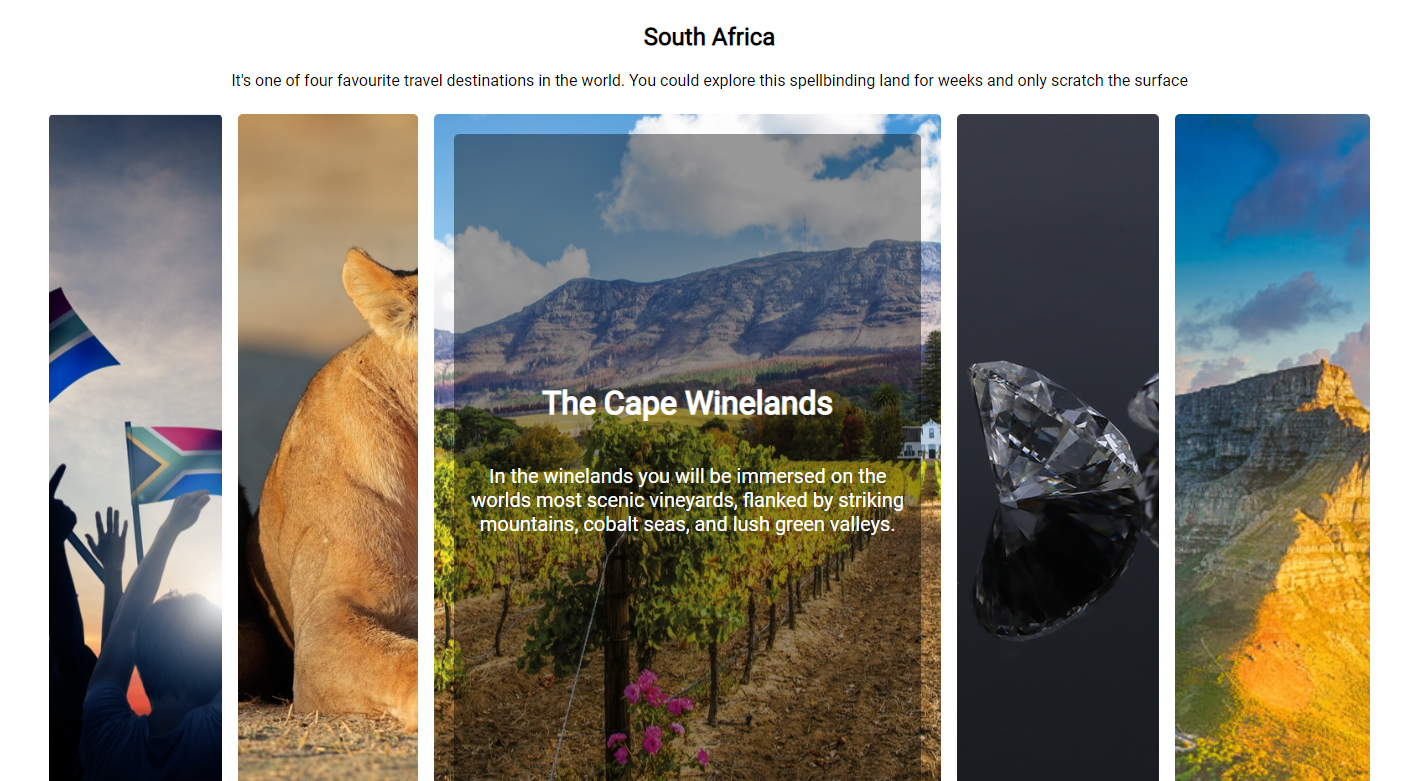 South Africa
It's one of four favourite travel destinations in the world. You could explore this spellbinding land for weeks and only scratch the surface
The Cape Winelands
In the winelands you will be immersed on the
worlds most scenic vineyards, flanked by striking
mountains, cobalt seas, and lush green valleys.